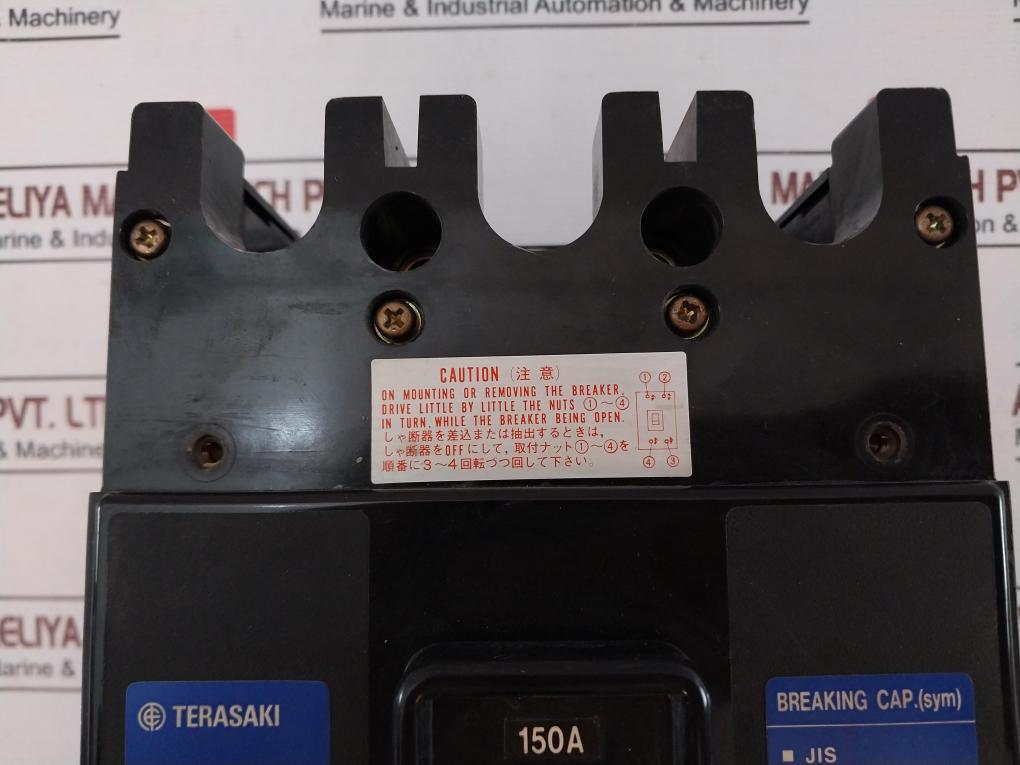 & Machinery
Marine & Industrial Automation & Machinery
ELIYA MA
CH PV
MA
CH PV
arine & Indu
on &
CAUTION (注意)
ON MOUNTING OR REMOVING THE BREAKER,
DRIVE LITTLE BY LITTLE THE NUTS ①～④
IN TURN, WHILE THE BREAKER BEING OPEN.
しゃ断器を差込または抽出するときは,
しゃ断器をOFFにして, 取付ナット①～④を
順番に3～4回転づつ回して下さい。
① ②
④ ③
PVT. LT
ELIYA
arine &
TERASAKI
150A
BREAKING CAP.(sym)
■ JIS